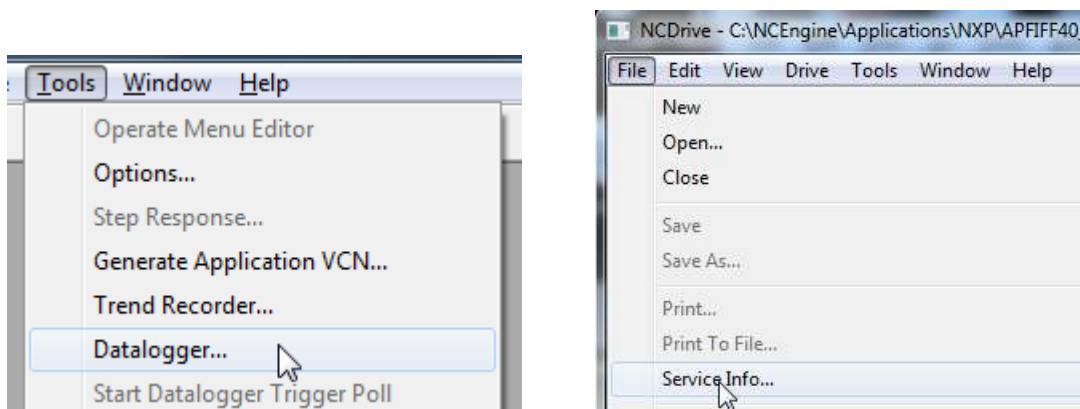 Tools Window Help
Operate Menu Editor
Options...
Step Response...
Generate Application VCN...
Trend Recorder...
Datalogger...
Start Datalogger Trigger Poll
NCDrive - C:\NCEngine\Applications\NXP\APFIFF40
File Edit View Drive Tools Window Help
New
Open...
Close
Save
Save As...
Print...
Print To File...
Service Info...